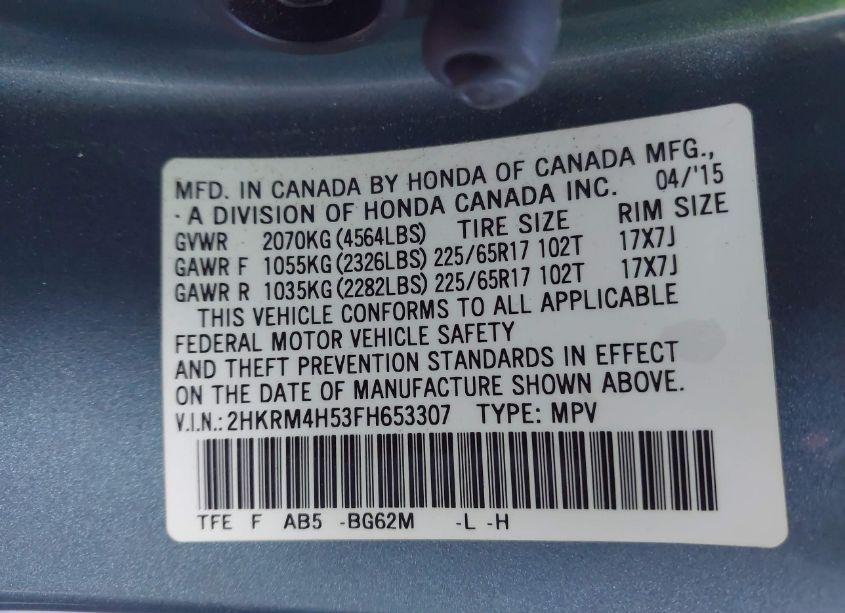 MFD. IN CANADA BY HONDA OF CANADA MFG.,
- A DIVISION OF HONDA CANADA INC. 04/'15
GVWR 2070KG (4564LBS) TIRE SIZE RIM SIZE
GAWR F 1055KG (2326LBS) 225/65R17 102T 17X7J
GAWR R 1035KG (2282LBS) 225/65R17 102T 17X7J
THIS VEHICLE CONFORMS TO ALL APPLICABLE
FEDERAL MOTOR VEHICLE SAFETY
AND THEFT PREVENTION STANDARDS IN EFFECT
ON THE DATE OF MANUFACTURE SHOWN ABOVE.
V.I.N.: 2HKRM4H53FH653307 TYPE: MPV
TFE F AB5 -BG62M -L -H